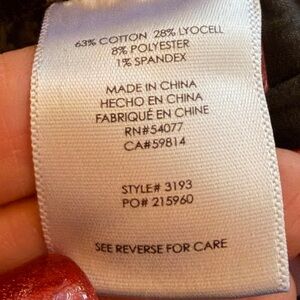 63% COTTON 28% LYOCELL
8% POLYESTER
1% SPANDEX
MADE IN CHINA
HECHO EN CHINA
FABRIQUÉ EN CHINE
RN#54077
CA#59814
STYLE# 3193
PO# 215960
SEE REVERSE FOR CARE